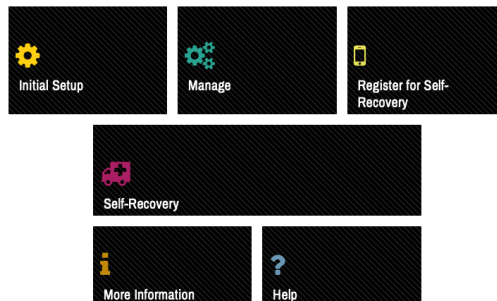 Initial Setup
Manage
Register for Self-
Recovery
Self-Recovery
More Information
Help